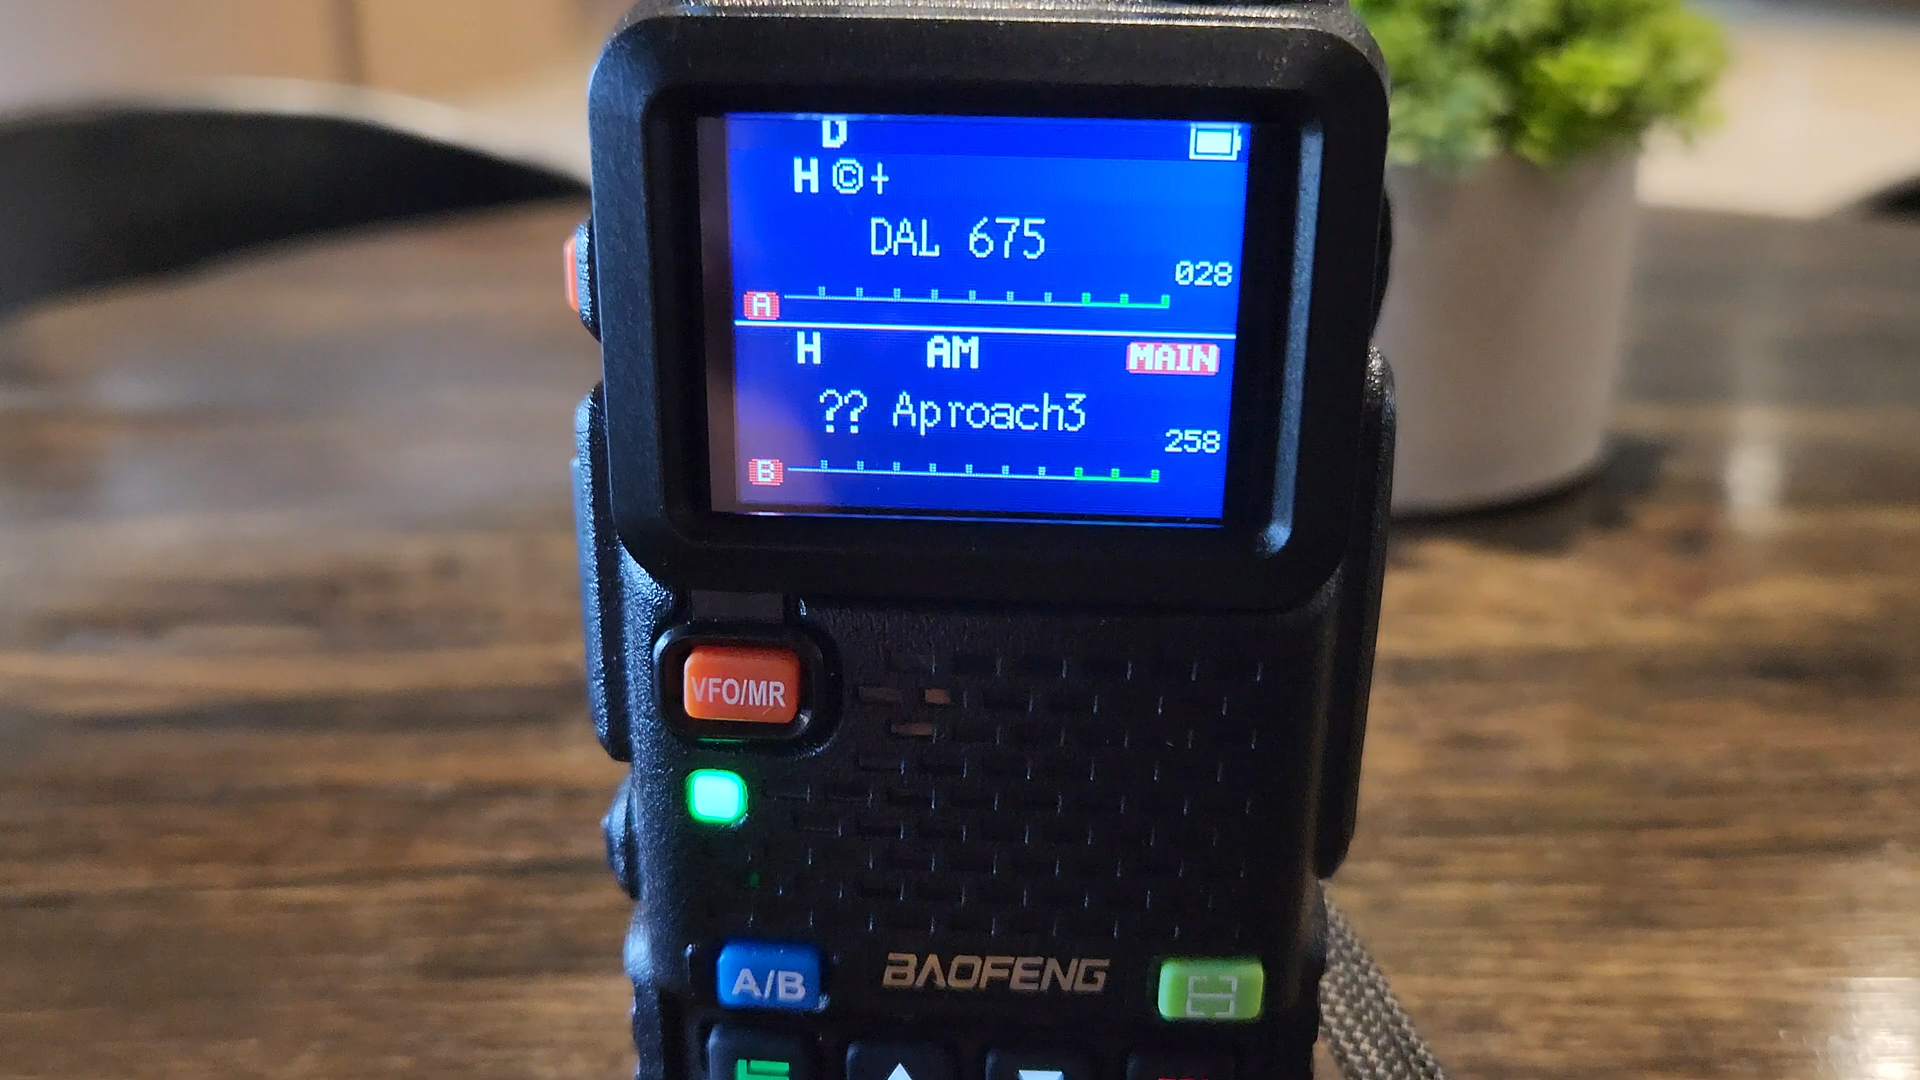 D
H © +
DAL 675
028
A
H AM MAIN
?? Aproach3
258
B
VFO/MR
A/B
BAOFENG